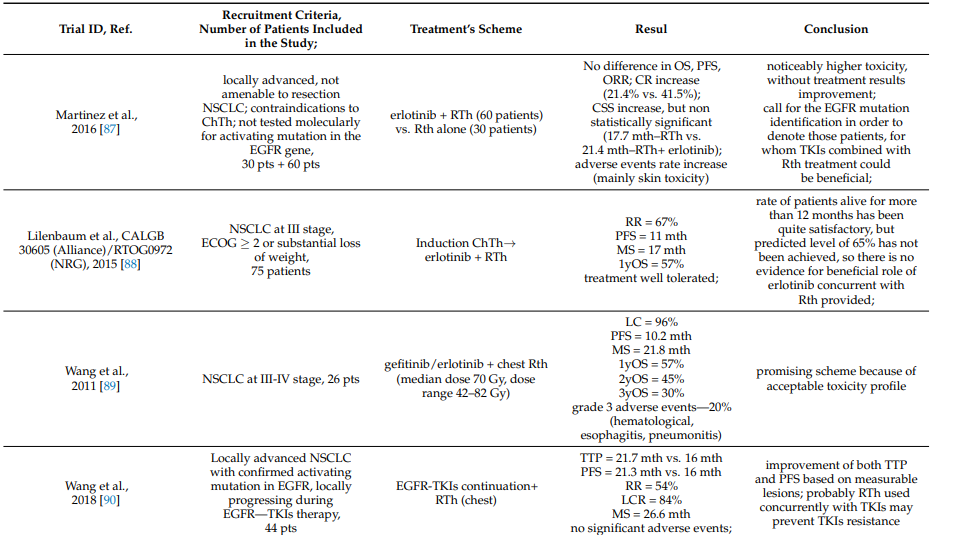 Trial ID, Ref.
Recruitment Criteria,
Number of Patients Included
in the Study;
Treatment's Scheme
Resul
Conclusion
Martinez et al.,
2016 [87]
locally advanced, not
amenable to resection
NSCLC; contraindications to
ChTh; not tested molecularly
for activating mutation in the
EGFR gene,
30 pts + 60 pts
erlotinib + RTh (60 patients)
vs. Rth alone (30 patients)
No difference in OS, PFS,
ORR; CR increase
(21.4% vs. 41.5%);
CSS increase, but non
statistically significant
(17.7 mth–RTh vs.
21.4 mth–RTh+ erlotinib);
adverse events rate increase
(mainly skin toxicity)
noticeably higher toxicity,
without treatment results
improvement;
call for the EGFR mutation
identification in order to
denote those patients, for
whom TKIs combined with
Rth treatment could
be beneficial;
Lilenbaum et al., CALGB
30605 (Alliance)/RTOG0972
(NRG), 2015 [88]
NSCLC at III stage,
ECOG ≥ 2 or substantial loss
of weight,
75 patients
Induction ChTh→
erlotinib + RTh
RR = 67%
PFS = 11 mth
MS = 17 mth
1yOS = 57%
treatment well tolerated;
rate of patients alive for more
than 12 months has been
quite satisfactory, but
predicted level of 65% has not
been achieved, so there is no
evidence for beneficial role of
erlotinib concurrent with
Rth provided;
Wang et al.,
2011 [89]
NSCLC at III-IV stage, 26 pts
gefitinib/erlotinib + chest Rth
(median dose 70 Gy, dose
range 42–82 Gy)
LC = 96%
PFS = 10.2 mth
MS = 21.8 mth
1yOS = 57%
2yOS = 45%
3yOS = 30%
grade 3 adverse events—20%
(hematological,
esophagitis, pneumonitis)
promising scheme because of
acceptable toxicity profile
Wang et al.,
2018 [90]
Locally advanced NSCLC
with confirmed activating
mutation in EGFR, locally
progressing during
EGFR—TKIs therapy,
44 pts
EGFR-TKIs continuation+
RTh (chest)
TTP = 21.7 mth vs. 16 mth
PFS = 21.3 mth vs. 16 mth
RR = 54%
LCR = 84%
MS = 26.6 mth
no significant adverse events;
improvement of both TTP
and PFS based on measurable
lesions; probably RTh used
concurrently with TKIs may
prevent TKIs resistance